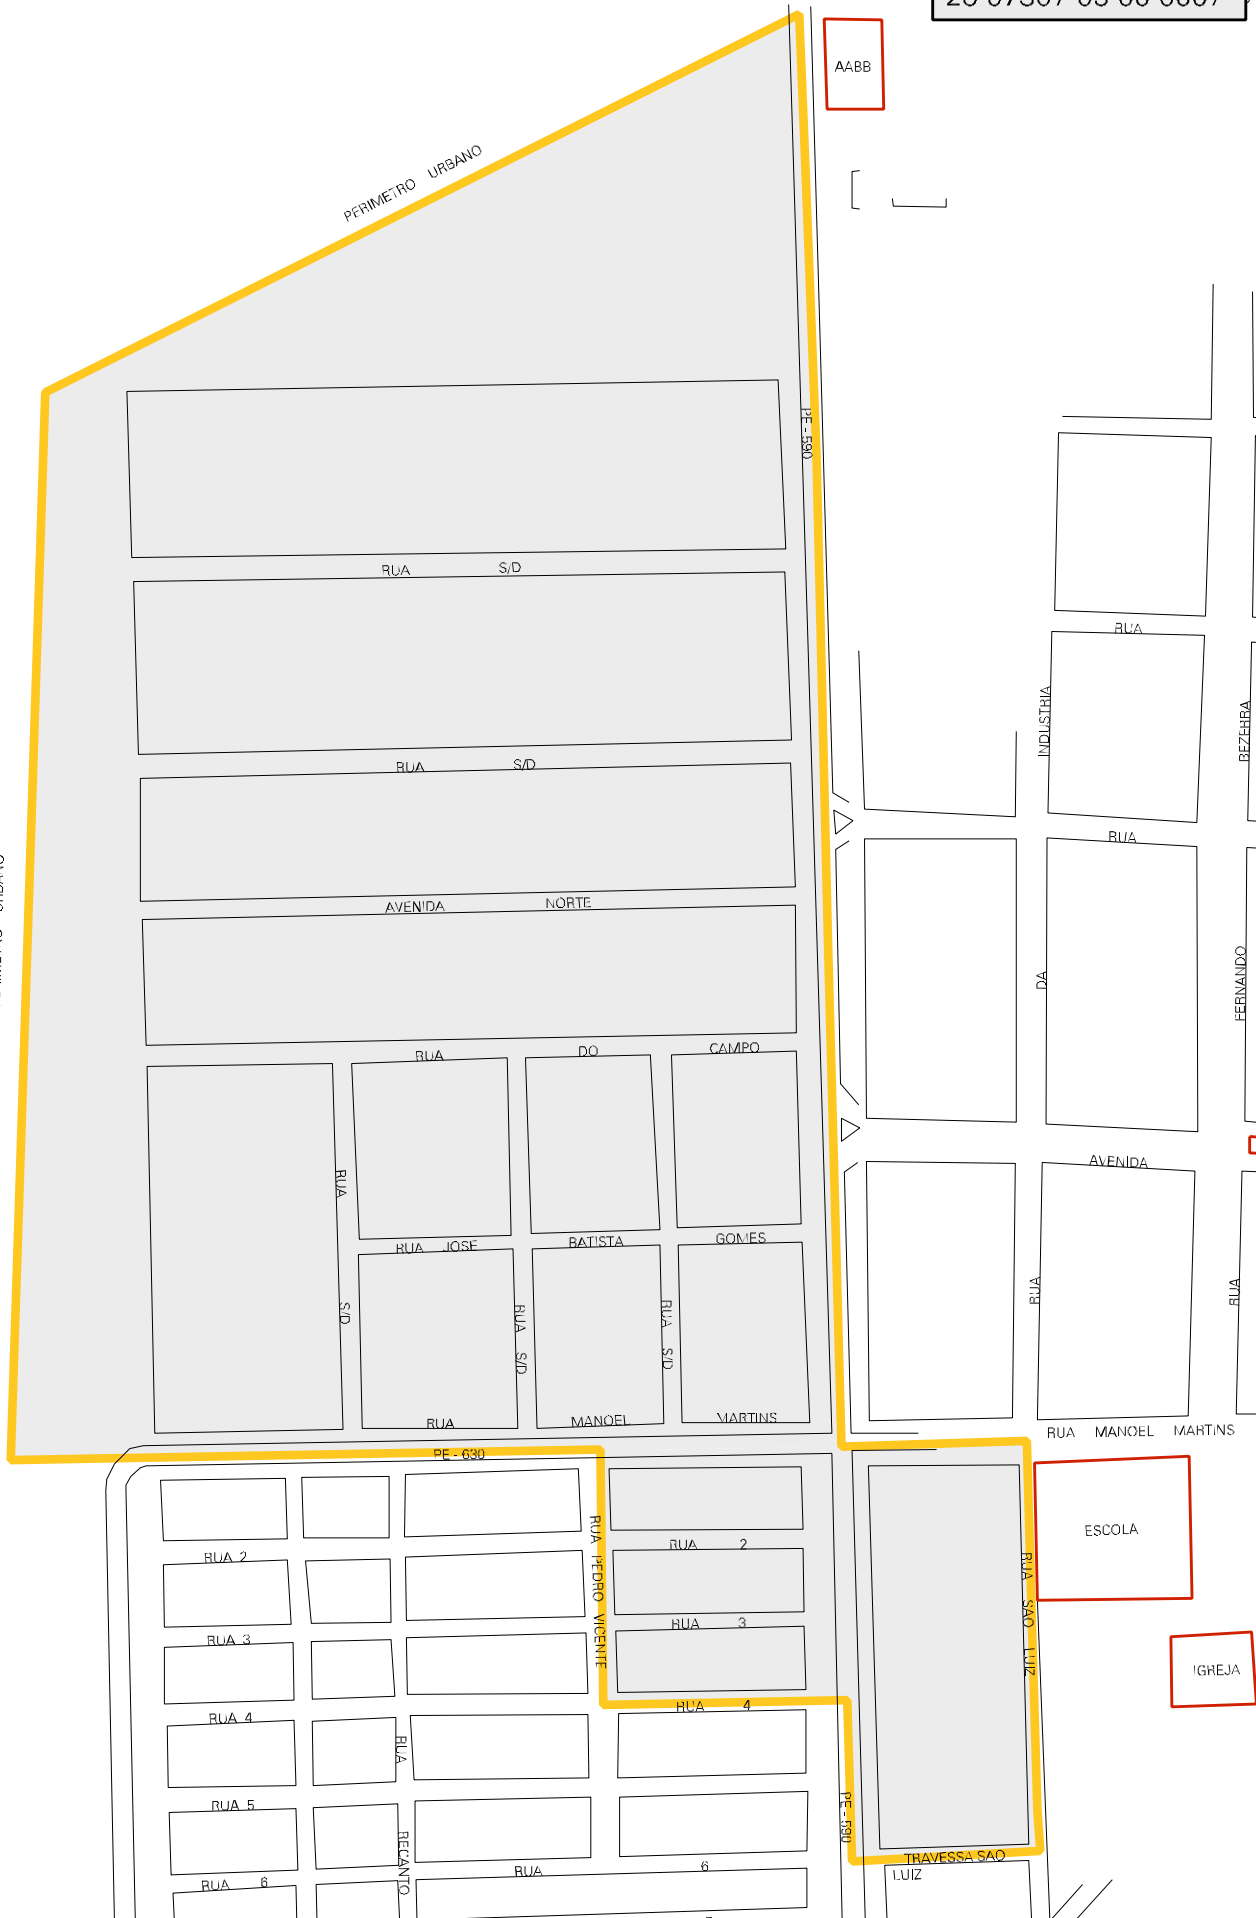 AABB
PERIMETRO URBANO
PE - 590
RUA S/D
RUA
INDUSTRIA
BEZERRA
RUA S/D
RUA
AVENIDA NORTE
DA
FERNANDO
RUA DO CAMPO
AVENIDA
RUA S/D
RUA JOSE BATISTA GOMES
RUA
RUA
RUA S/D
RUA S/D
RUA MANOEL MARTINS
RUA MANOEL MARTINS
PE - 630
ESCOLA
RUA PEDRO VICENTE
RUA 2
RUA 2
RUA SAO LUIZ
RUA 3
RUA 3
IGREJA
RUA 4
RUA 4
RUA
RUA 5
PE - 590
RECANTO
TRAVESSA SAO
LUIZ
RUA 6
RUA 6